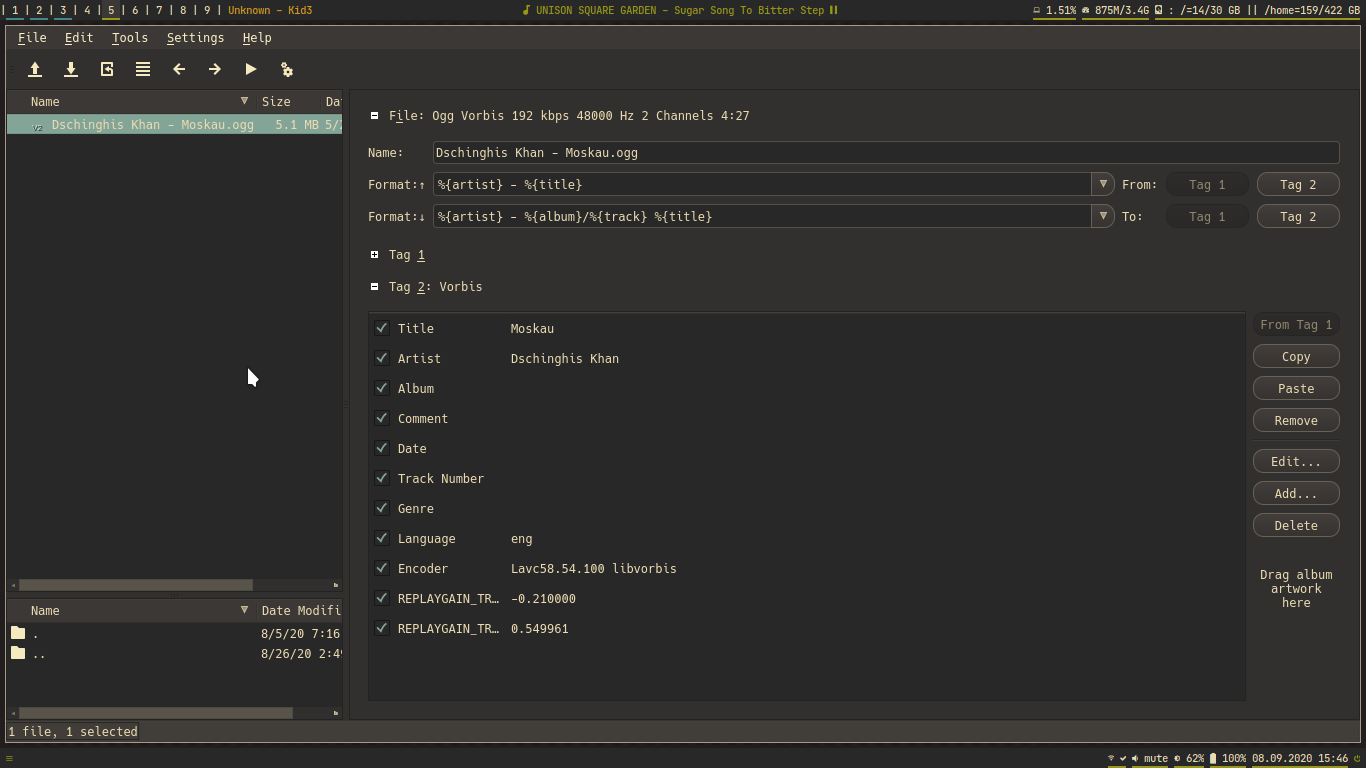 | 1 | 2 | 3 | 4 | 5 | 6 | 7 | 8 | 9 | Unknown - Kid3
UNISON SQUARE GARDEN - Sugar Song To Bitter Step
1.51% 875M/3.4G : /=14/30 GB || /home=159/422 GB
File Edit Tools Settings Help
Name Size
Dschinghis Khan - Moskau.ogg 5.1 MB
File: Ogg Vorbis 192 kbps 48000 Hz 2 Channels 4:27
Name: Dschinghis Khan - Moskau.ogg
Format:↑ %{artist} - %{title} From: Tag 1 Tag 2
Format:↓ %{artist} - %{album}/%{track} %{title} To: Tag 1 Tag 2
Tag 1
Tag 2: Vorbis
Title Moskau
Artist Dschinghis Khan
Album
Comment
Date
Track Number
Genre
Language eng
Encoder Lavc58.54.100 libvorbis
REPLAYGAIN_TR… -0.210000
REPLAYGAIN_TR… 0.549961
From Tag 1
Copy
Paste
Remove
Edit...
Add...
Delete
Drag album
artwork
here
Name Date Modifi
. 8/5/20 7:16
.. 8/26/20 2:4
1 file, 1 selected
mute 62% 100% 08.09.2020 15:46